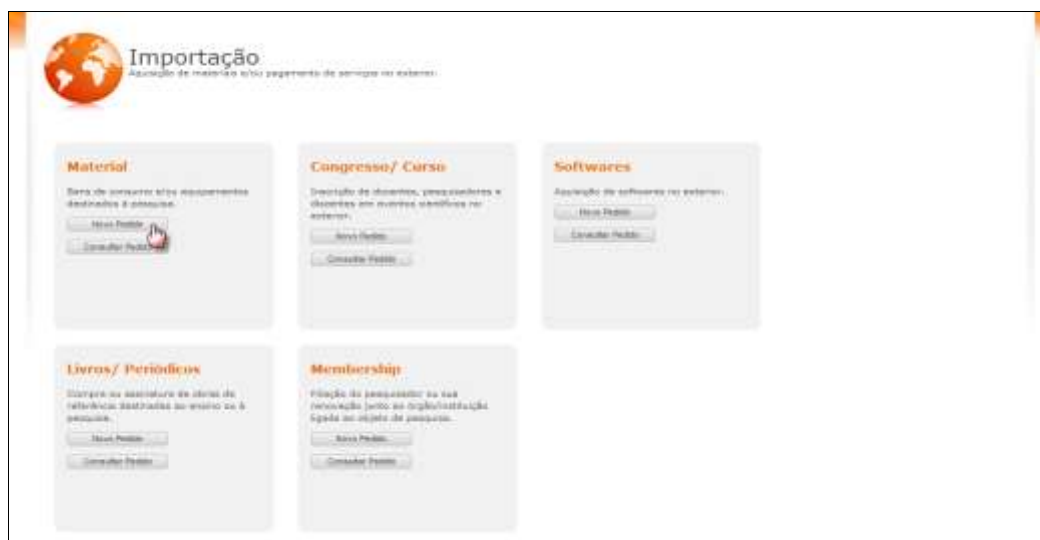 Importação
Aquisição de materiais e/ou pagamento de serviços no exterior.
Material
Bens de consumo e/ou equipamentos
destinados à pesquisa.
Novo Pedido
Consultar Pedido
Congresso/ Curso
Inscrição de docentes, pesquisadores e
discentes em eventos científicos no
exterior.
Novo Pedido
Consultar Pedido
Softwares
Aquisição de softwares no exterior.
Novo Pedido
Consultar Pedido
Livros/ Periódicos
Compra ou assinatura de obras de
referência destinadas ao ensino ou à
pesquisa.
Novo Pedido
Consultar Pedido
Membership
Filiação do pesquisador ou sua
renovação junto ao órgão/instituição
ligada ao objeto de pesquisa.
Novo Pedido
Consultar Pedido